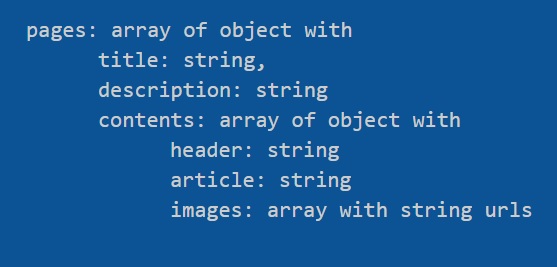 pages: array of object with
title: string,
description: string
contents: array of object with
header: string
article: string
images: array with string urls